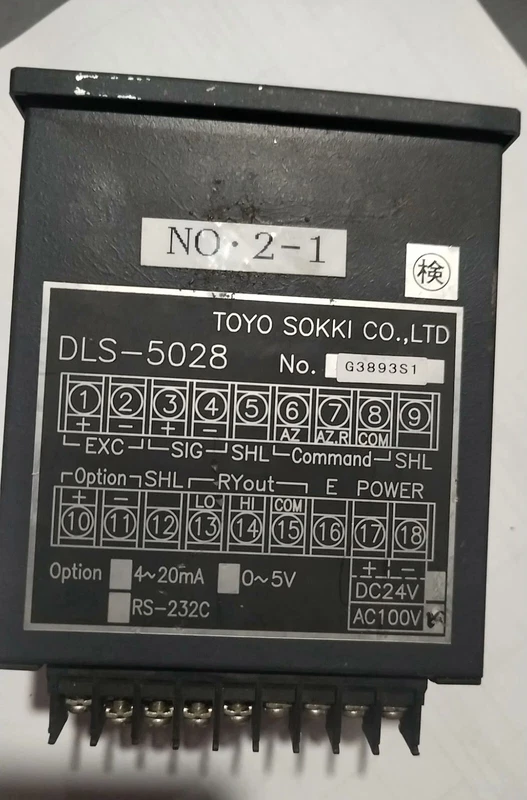 NO・2-1
検
TOYO SOKKI CO.,LTD
DLS-5028 No. G3893S1
1 2 3 4 5 6 7 8 9
+ − + − AZ AZ.R COM
EXC SIG SHL Command SHL
Option SHL RYout E POWER
+ − LO HI COM
10 11 12 13 14 15 16 17 18
+ −
Option 4~20mA 0~5V DC24V
RS-232C AC100V